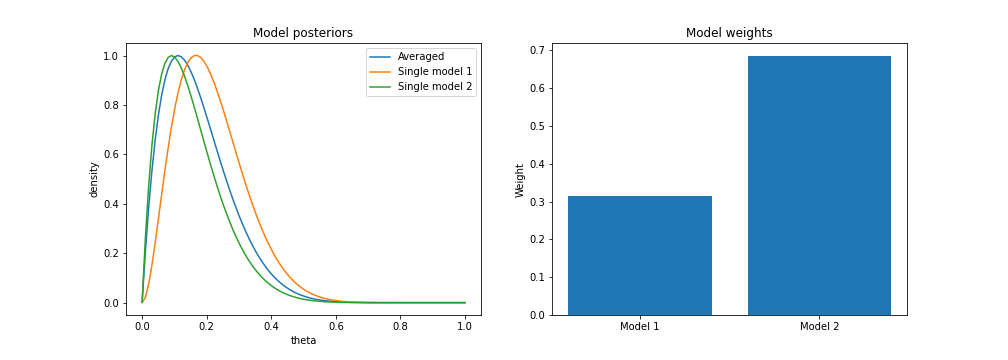 Model posteriors
density
1.0
0.8
0.6
0.4
0.2
0.0
Averaged
Single model 1
Single model 2
0.0 0.2 0.4 0.6 0.8 1.0
theta
Model weights
Weight
0.7
0.6
0.5
0.4
0.3
0.2
0.1
0.0
Model 1 Model 2